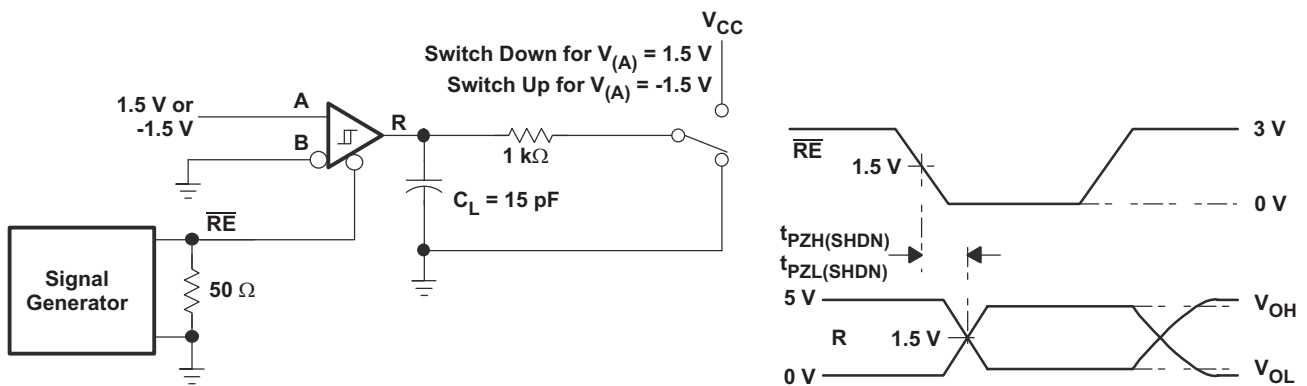 V_CC
Switch Down for V_(A) = 1.5 V
Switch Up for V_(A) = -1.5 V
1.5 V or
-1.5 V
A
B
R
1 kΩ
C_L = 15 pF
RE
Signal
Generator
50 Ω
RE
3 V
1.5 V
0 V
t_PZH(SHDN)
t_PZL(SHDN)
5 V
V_OH
R
1.5 V
0 V
V_OL